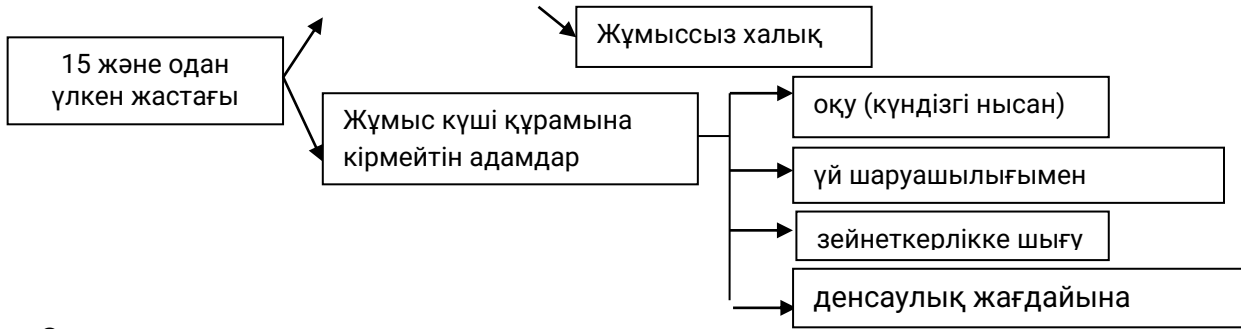 Жұмыссыз халық
15 және одан
үлкен жастағы
Жұмыс күші құрамына
кірмейтін адамдар
оқу (күндізгі нысан)
үй шаруашылығымен
зейнеткерлікке шығу
денсаулық жағдайына